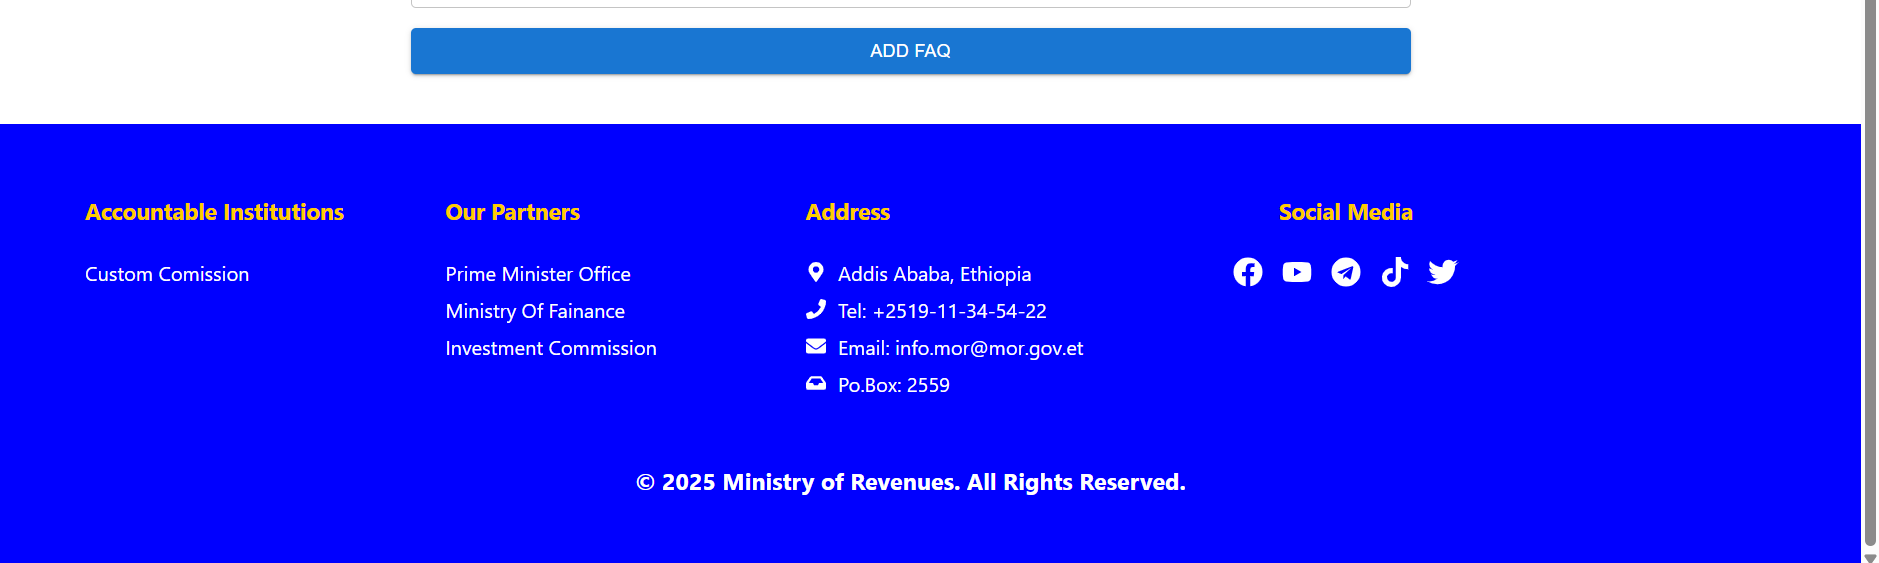 ADD FAQ
Accountable Institutions
Custom Comission
Our Partners
Prime Minister Office
Ministry Of Fainance
Investment Commission
Address
Addis Ababa, Ethiopia
Tel: +2519-11-34-54-22
Email: info.mor@mor.gov.et
Po.Box: 2559
Social Media
© 2025 Ministry of Revenues. All Rights Reserved.